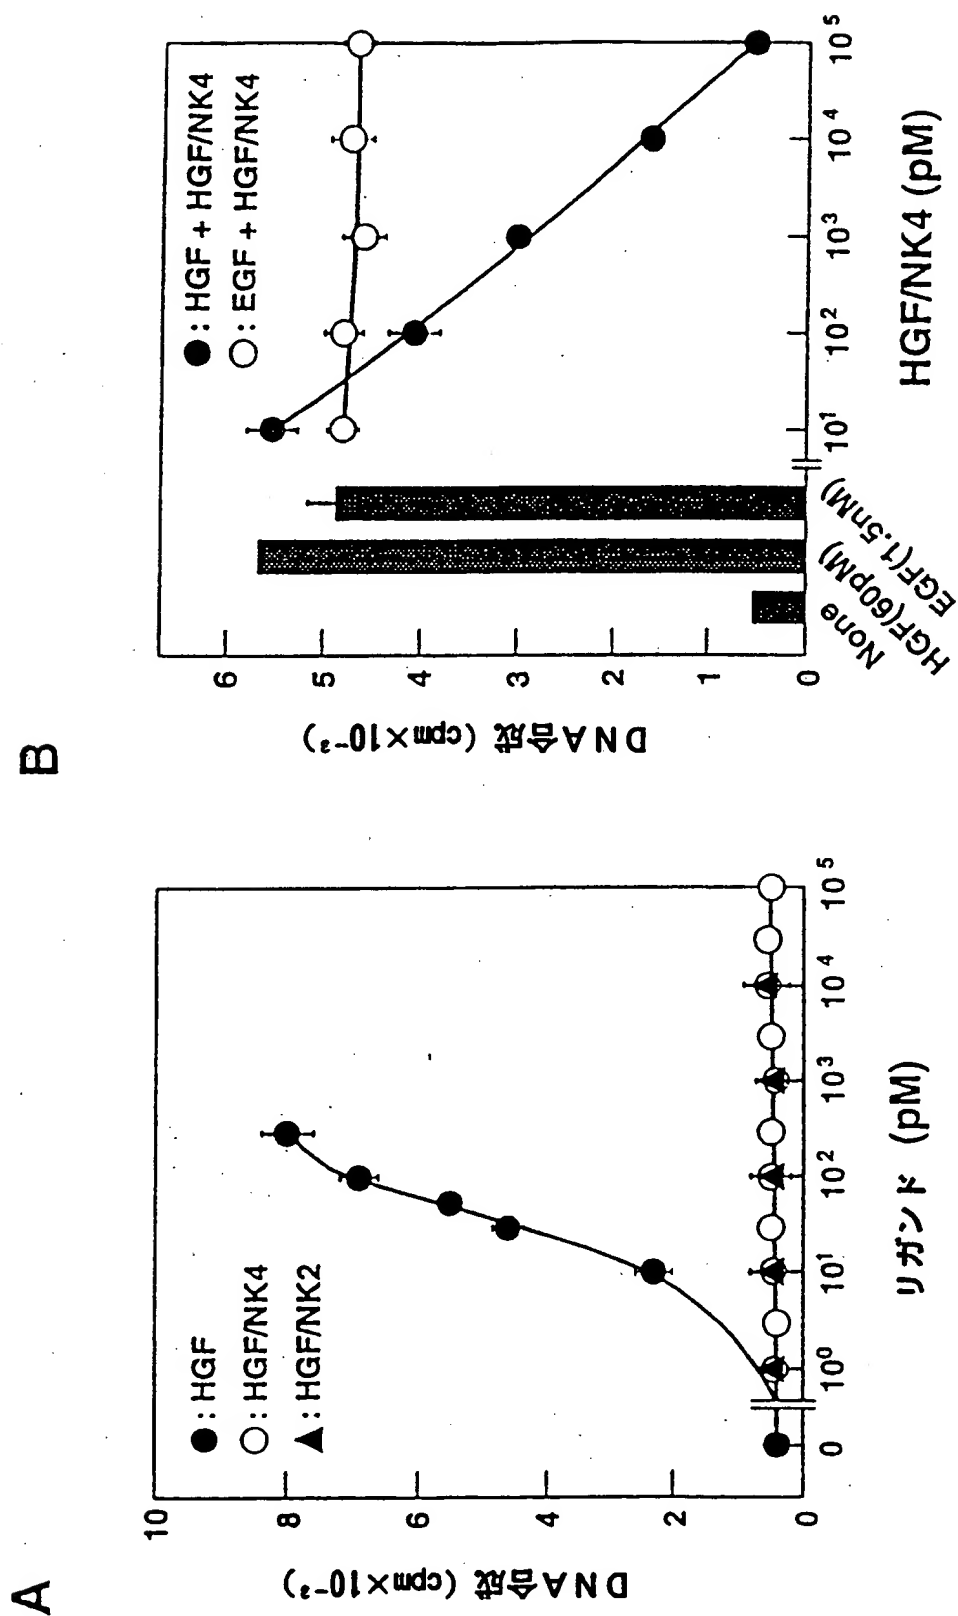 A
DNA合成 (cpm×10⁻³)
10
8
6
4
2
0
●: HGF
○: HGF/NK4
▲: HGF/NK2
0 10⁰ 10¹ 10² 10³ 10⁴ 10⁵
リガンド (pM)
B
DNA合成 (cpm×10⁻³)
6
5
4
3
2
1
0
●: HGF + HGF/NK4
○: EGF + HGF/NK4
None
HGF(60pM)
EGF(1.5nM)
10¹ 10² 10³ 10⁴ 10⁵
HGF/NK4 (pM)